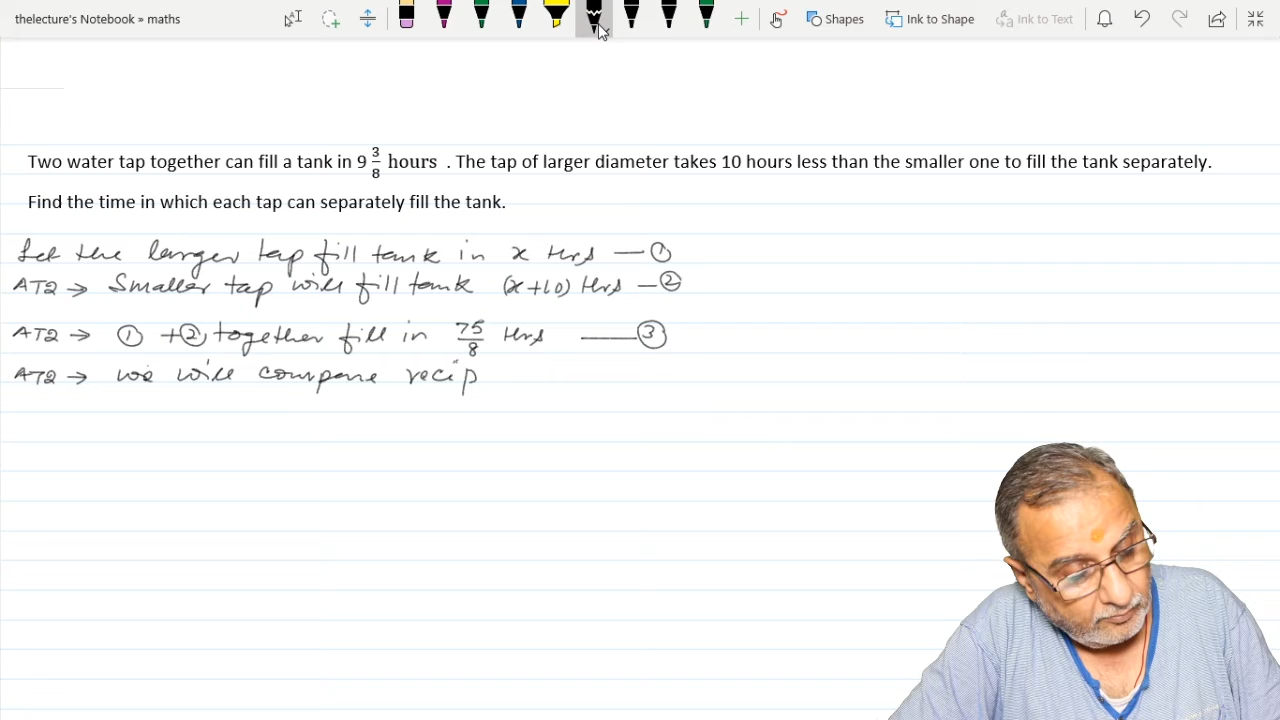 thelecture's Notebook » maths
Shapes
Ink to Shape
Ink to Text
Two water tap together can fill a tank in 9 3/8 hours . The tap of larger diameter takes 10 hours less than the smaller one to fill the tank separately.
Find the time in which each tap can separately fill the tank.
Let the larger tap fill tank in x Hrs — ①
ATQ → Smaller tap will fill tank (x+10) Hrs — ②
ATQ → ① + ② together fill in 75/8 Hrs — ③
ATQ → we will compare recip